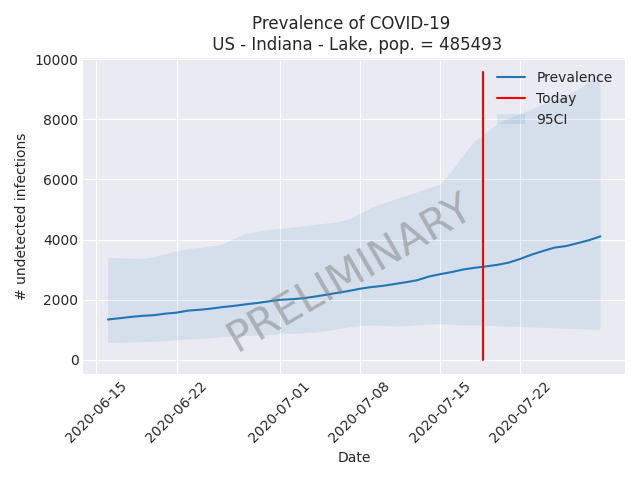 Prevalence of COVID-19
US - Indiana - Lake, pop. = 485493
10000
8000
6000
4000
2000
0
# undetected infections
Prevalence
Today
95CI
PRELIMINARY
2020-06-15
2020-06-22
2020-07-01
2020-07-08
2020-07-15
2020-07-22
Date